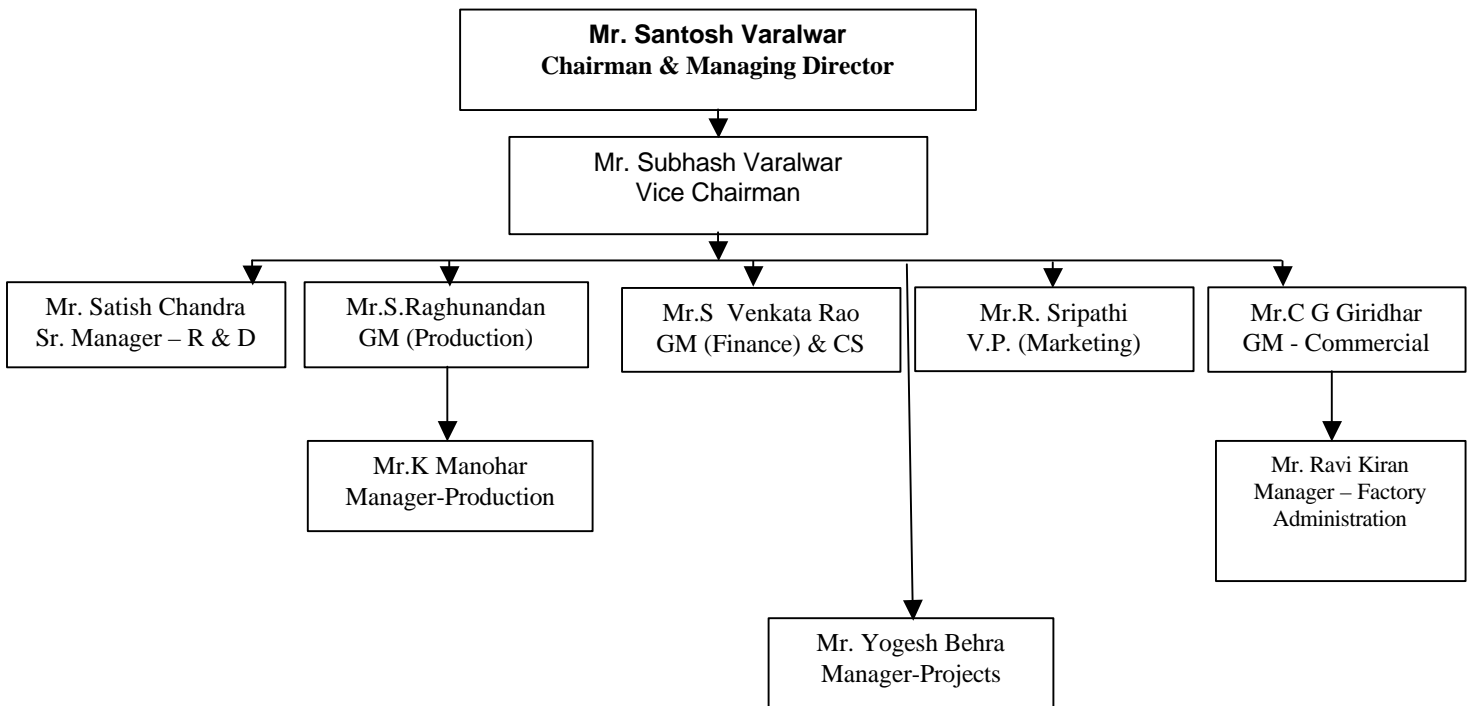 Mr. Santosh Varalwar
Chairman & Managing Director
Mr. Subhash Varalwar
Vice Chairman
Mr. Satish Chandra
Sr. Manager – R & D
Mr.S.Raghunandan
GM (Production)
Mr.S  Venkata Rao
GM (Finance) & CS
Mr.R. Sripathi
V.P. (Marketing)
Mr.C G Giridhar
GM - Commercial
Mr.K Manohar
Manager-Production
Mr. Ravi Kiran
Manager – Factory
Administration
Mr. Yogesh Behra
Manager-Projects